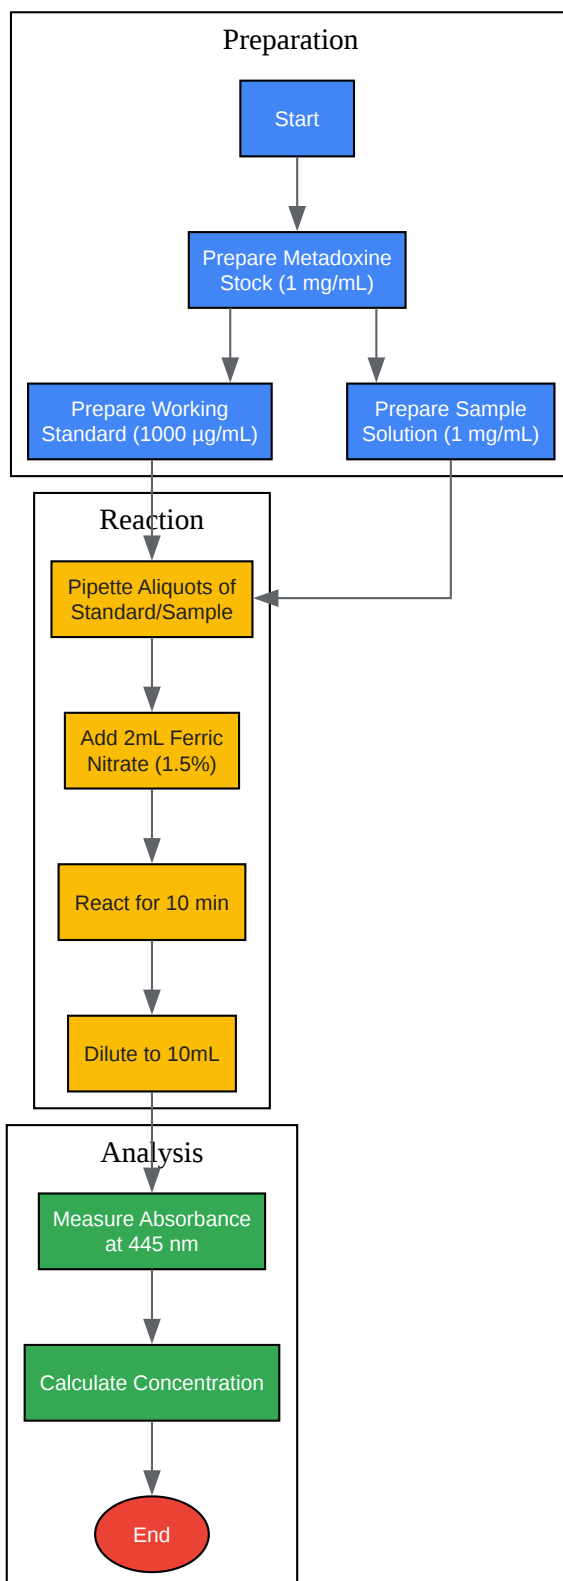 Preparation
Start
Prepare Metadoxine
Stock (1 mg/mL)
Prepare Working
Standard (1000 µg/mL)
Prepare Sample
Solution (1 mg/mL)
Reaction
Pipette Aliquots of
Standard/Sample
Add 2mL Ferric
Nitrate (1.5%)
React for 10 min
Dilute to 10mL
Analysis
Measure Absorbance
at 445 nm
Calculate Concentration
End